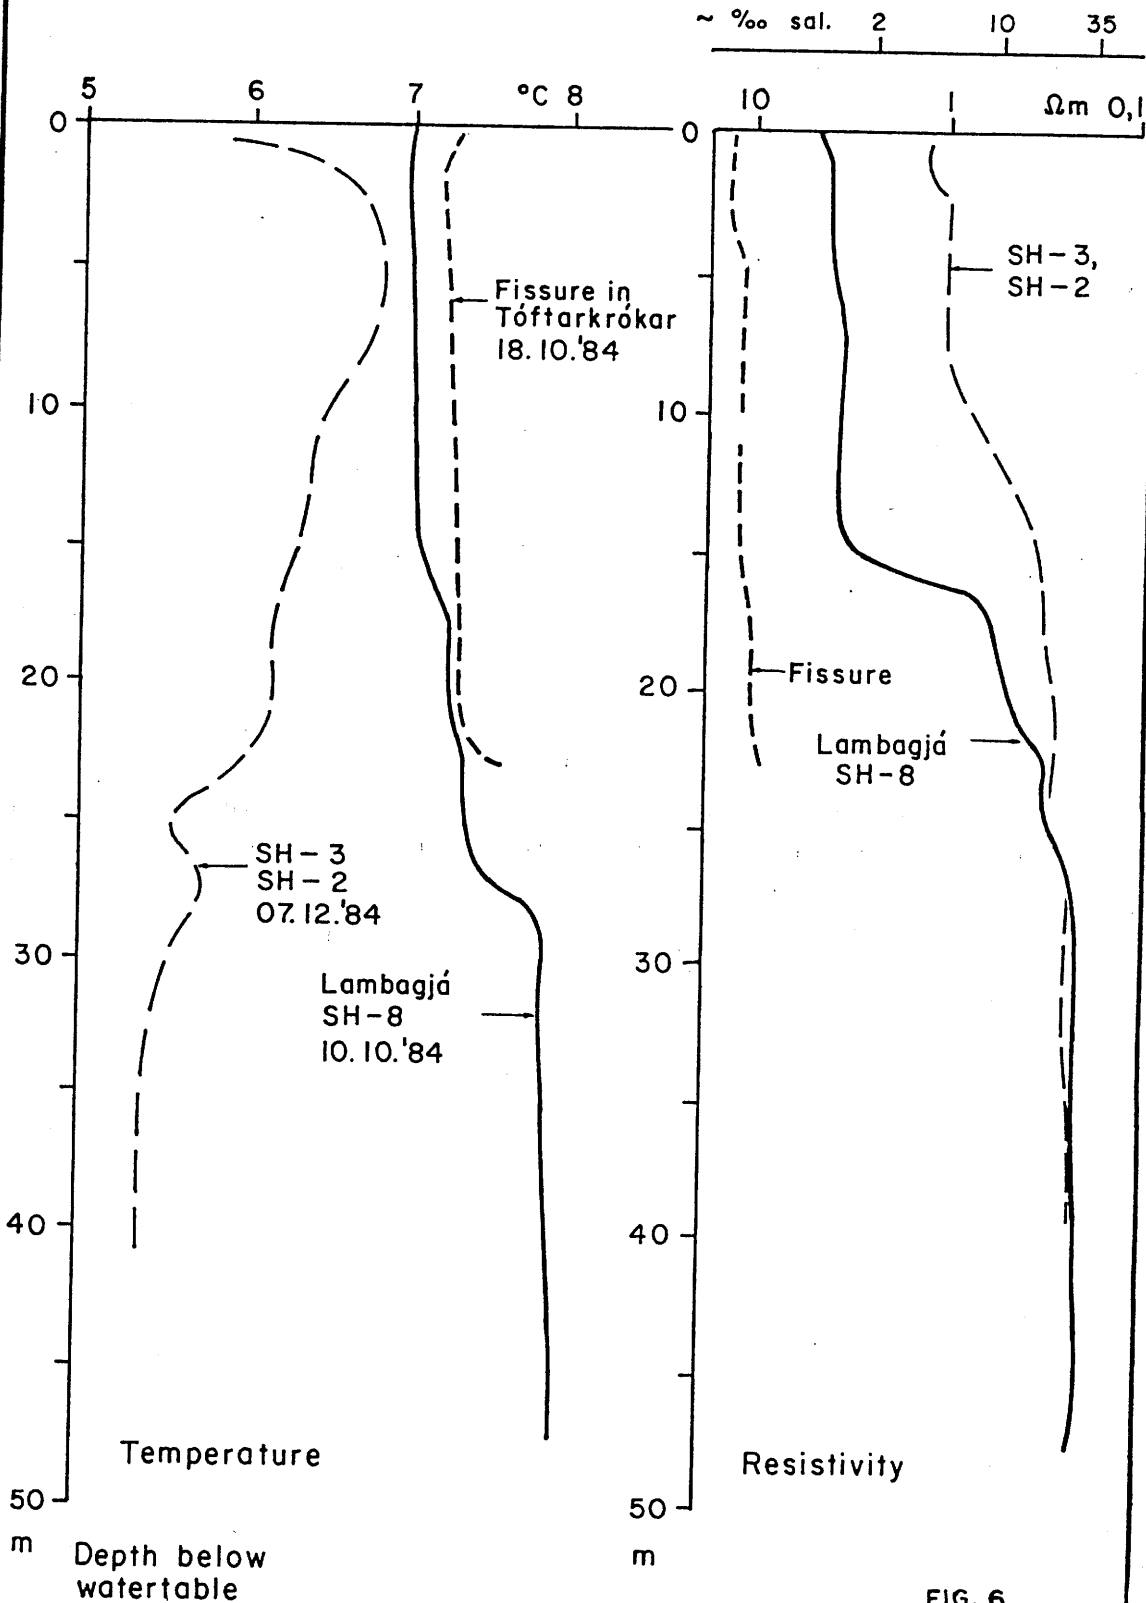 ~ ‰ sal. 2 10 35
5 6 7 °C 8
10 1 Ωm 0,1
0
10
20
30
40
50
m
Fissure in
Tóftarkrókar
18.10.'84
SH-3
SH-2
07.12.'84
Lambagjá
SH-8
10.10.'84
Temperature
Depth below
watertable
0
10
20
30
40
50
m
SH-3,
SH-2
Fissure
Lambagjá
SH-8
Resistivity
FIG. 6